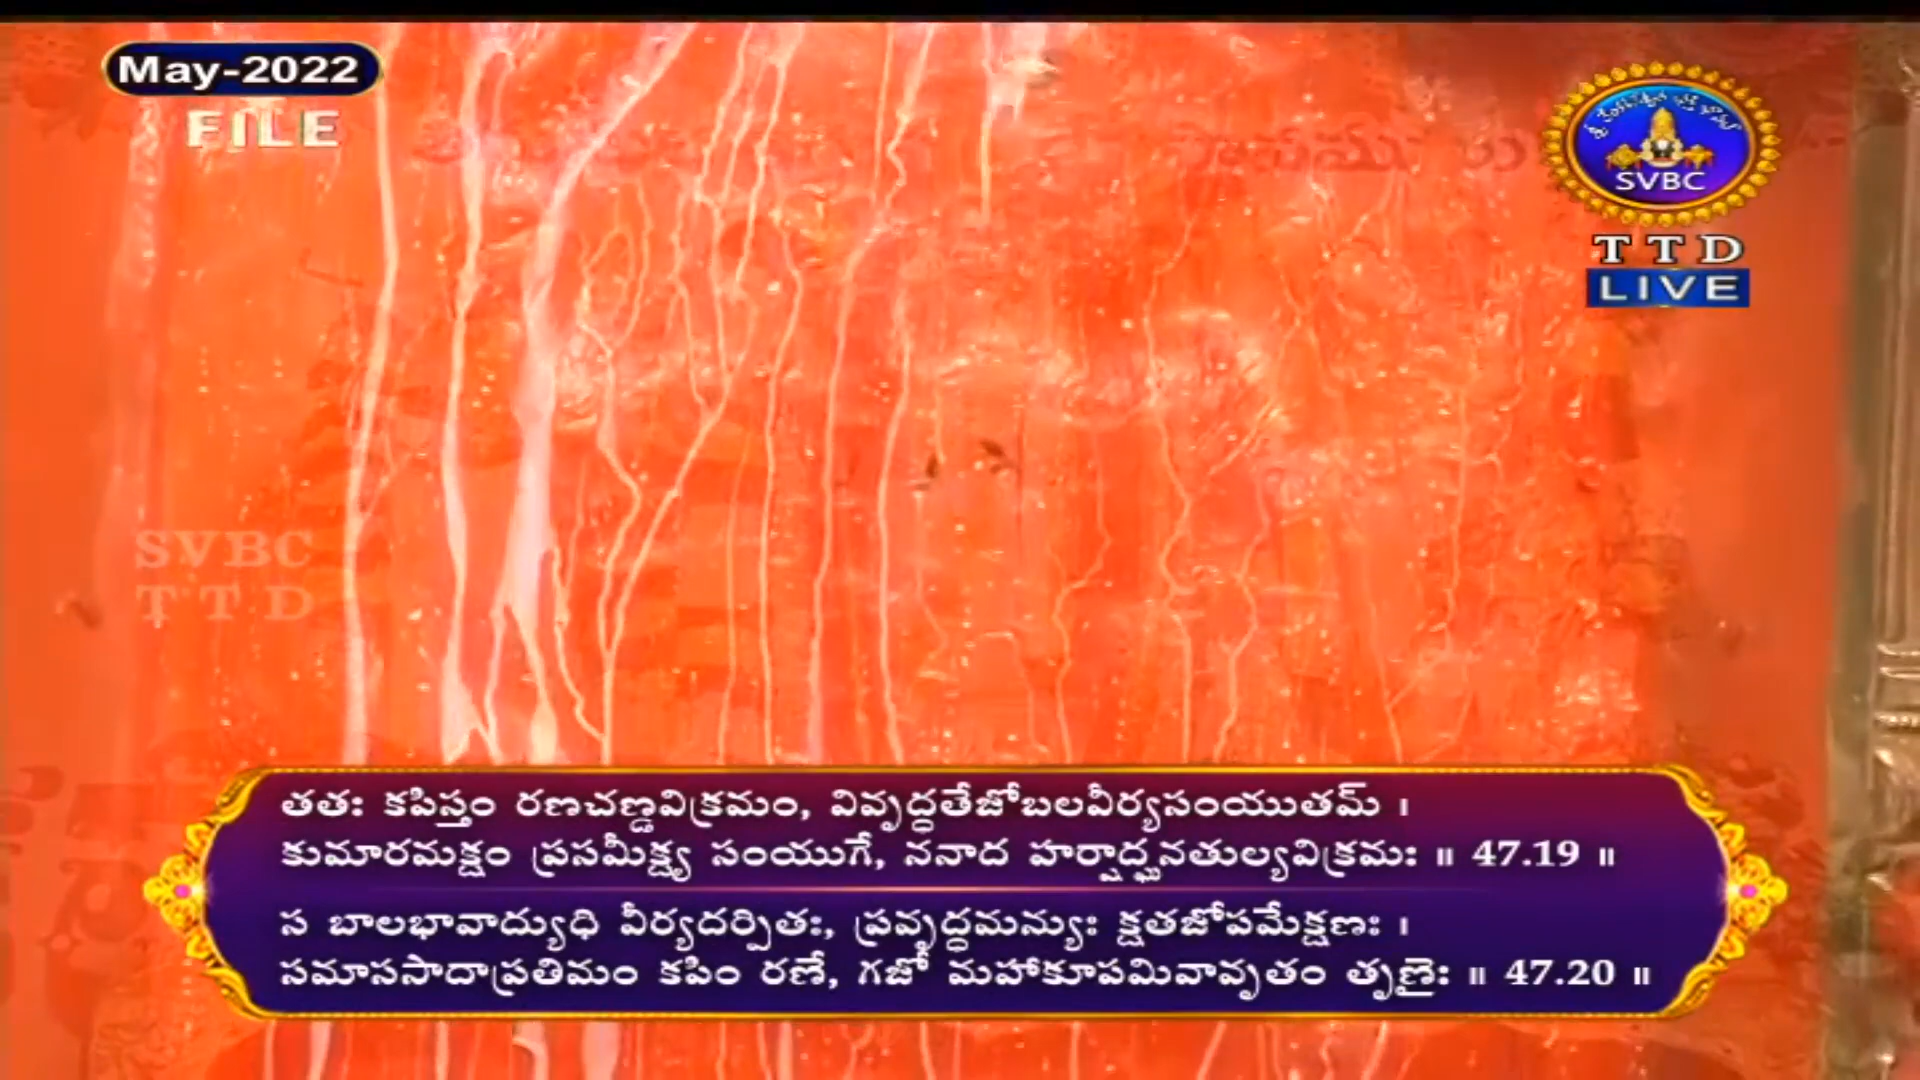 May-2022
FILE
SVBC
T T D
LIVE
SVBC
T T D
తతః కపిస్తం రణచణ్డవిక్రమం, వివృద్ధతేజోబలవీర్యసంయుతమ్ ।
కుమారమక్షం ప్రసమీక్ష్య సంయుగే, ననాద హర్షాద్ఘనతుల్యవిక్రమః ॥ 47.19 ॥
స బాలభావాద్యుధి వీర్యదర్పితః, ప్రవృద్ధమన్యుః క్షతజోపమేక్షణః ।
సమాససాదాప్రతిమం కపిం రణే, గజో మహాకూపమివావృతం తృణైః ॥ 47.20 ॥